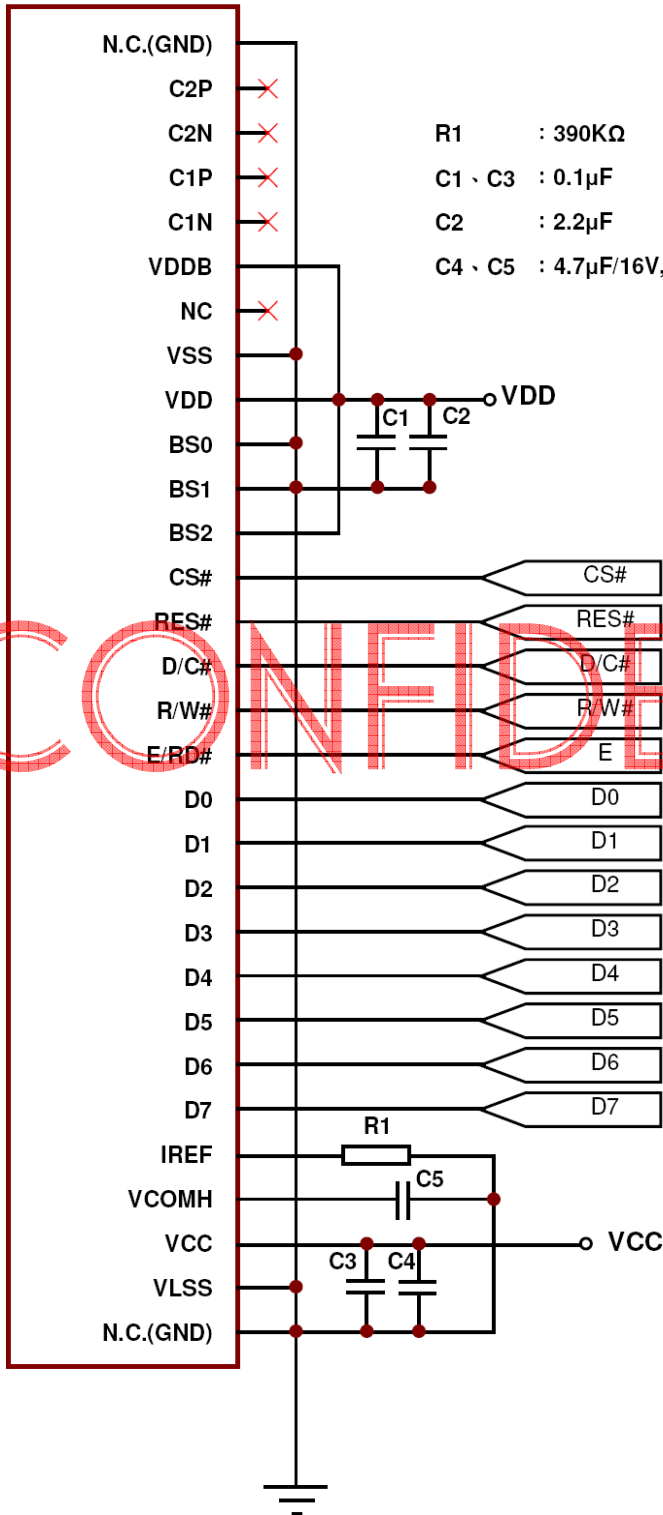 N.C.(GND)
C2P
C2N
R1 : 390KΩ
C1P
C1、C3 : 0.1µF
C1N
C2 : 2.2µF
VDDB
C4、C5 : 4.7µF/16V,
NC
VSS
VDD
VDD
C1
C2
BS0
BS1
BS2
CS#
CS#
RES#
RES#
D/C#
D/C#
R/W#
R/W#
E/RD#
E
CONFIDE
D0
D0
D1
D1
D2
D2
D3
D3
D4
D4
D5
D5
D6
D6
D7
D7
R1
IREF
C5
VCOMH
VCC
VCC
C3
C4
VLSS
N.C.(GND)